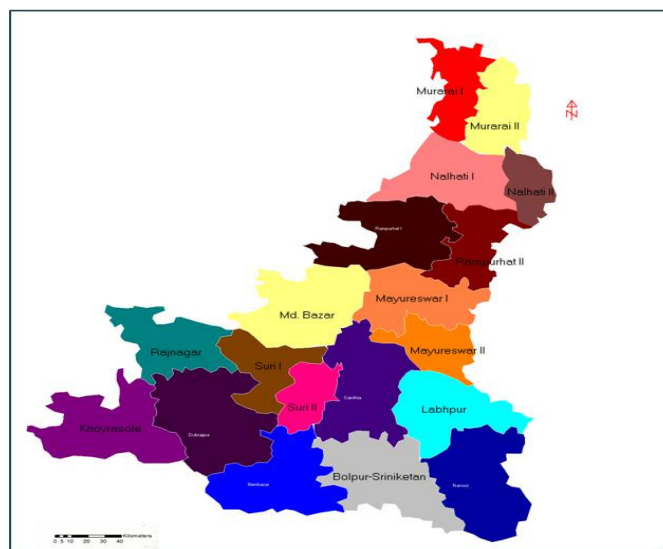 Murarai I
Murarai II
N
Nalhati I
Nalhati II
Rampurhat I
Rampurhat II
Mayureswar I
Md. Bazar
Mayureswar II
Rajnagar
Suri I
Sainthia
Labhpur
Suri II
Khoyrasole
Dubrajpur
Bolpur-Sriniketan
Nanoor
0 5 10 20 30 40
Kilometers